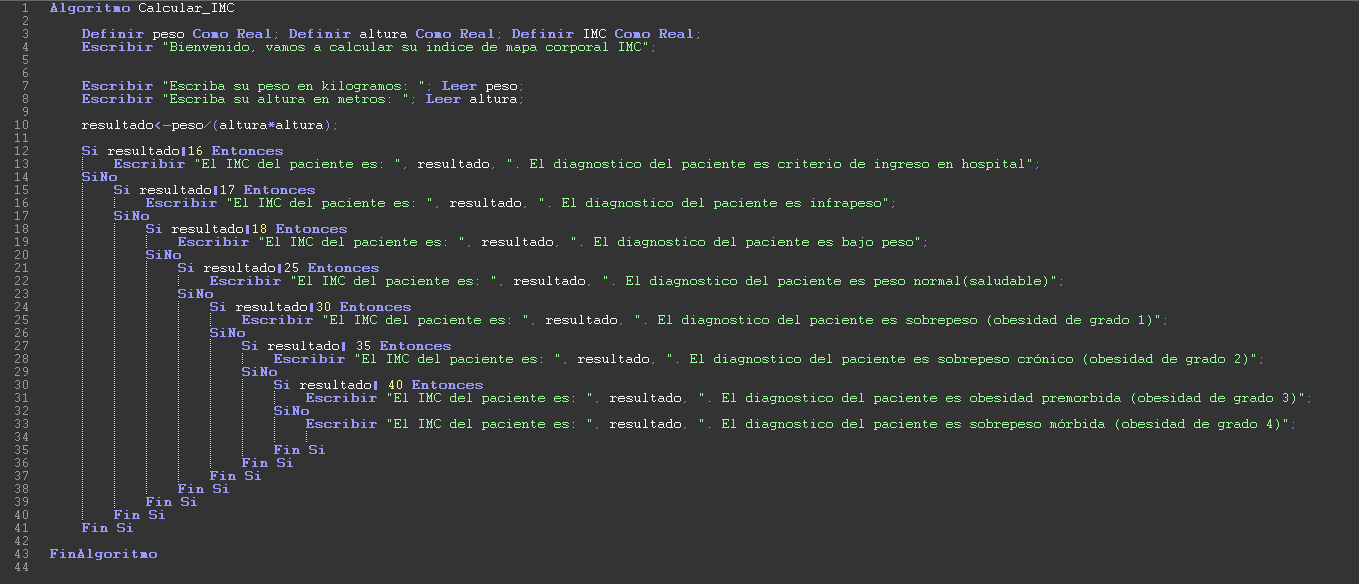 1 Algoritmo Calcular_IMC
2
3 Definir peso Como Real; Definir altura Como Real; Definir IMC Como Real;
4 Escribir "Bienvenido, vamos a calcular su indice de mapa corporal IMC";
5
6
7 Escribir "Escriba su peso en kilogramos: "; Leer peso;
8 Escribir "Escriba su altura en metros: "; Leer altura;
9
10 resultado<-peso/(altura*altura);
11
12 Si resultado 16 Entonces
13 Escribir "El IMC del paciente es: ", resultado, ". El diagnostico del paciente es criterio de ingreso en hospital";
14 SiNo
15 Si resultado 17 Entonces
16 Escribir "El IMC del paciente es: ", resultado, ". El diagnostico del paciente es infrapeso";
17 SiNo
18 Si resultado 18 Entonces
19 Escribir "El IMC del paciente es: ", resultado, ". El diagnostico del paciente es bajo peso";
20 SiNo
21 Si resultado 25 Entonces
22 Escribir "El IMC del paciente es: ", resultado, ". El diagnostico del paciente es peso normal(saludable)";
23 SiNo
24 Si resultado 30 Entonces
25 Escribir "El IMC del paciente es: ", resultado, ". El diagnostico del paciente es sobrepeso (obesidad de grado 1)";
26 SiNo
27 Si resultado 35 Entonces
28 Escribir "El IMC del paciente es: ", resultado, ". El diagnostico del paciente es sobrepeso crónico (obesidad de grado 2)";
29 SiNo
30 Si resultado 40 Entonces
31 Escribir "El IMC del paciente es: ", resultado, ". El diagnostico del paciente es obesidad premorbida (obesidad de grado 3)";
32 SiNo
33 Escribir "El IMC del paciente es: ", resultado, ". El diagnostico del paciente es sobrepeso mórbida (obesidad de grado 4)";
34
35 Fin Si
36 Fin Si
37 Fin Si
38 Fin Si
39 Fin Si
40 Fin Si
41 Fin Si
42
43 FinAlgoritmo
44